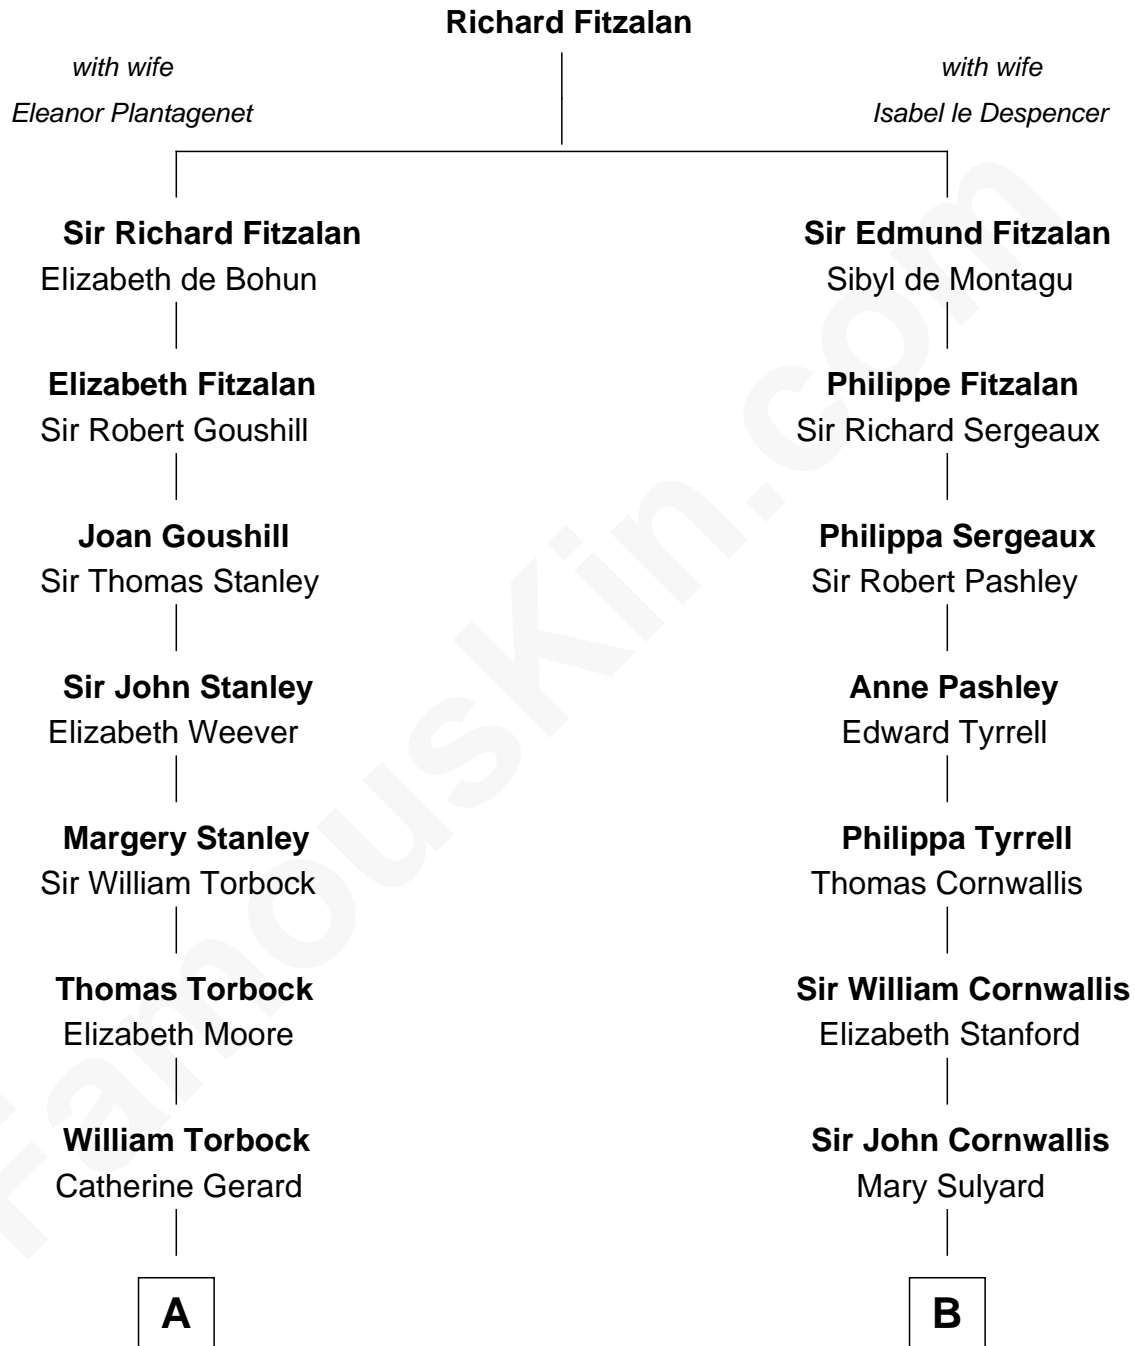 Richard Fitzalan
with wife
Eleanor Plantagenet
with wife
Isabel le Despencer
Sir Richard Fitzalan
Elizabeth de Bohun
Sir Edmund Fitzalan
Sibyl de Montagu
Elizabeth Fitzalan
Sir Robert Goushill
Philippe Fitzalan
Sir Richard Sergeaux
Joan Goushill
Sir Thomas Stanley
Philippa Sergeaux
Sir Robert Pashley
Sir John Stanley
Elizabeth Weever
Anne Pashley
Edward Tyrrell
Margery Stanley
Sir William Torbock
Philippa Tyrrell
Thomas Cornwallis
Thomas Torbock
Elizabeth Moore
Sir William Cornwallis
Elizabeth Stanford
William Torbock
Catherine Gerard
Sir John Cornwallis
Mary Sulyard
A
B
FamousKin.com